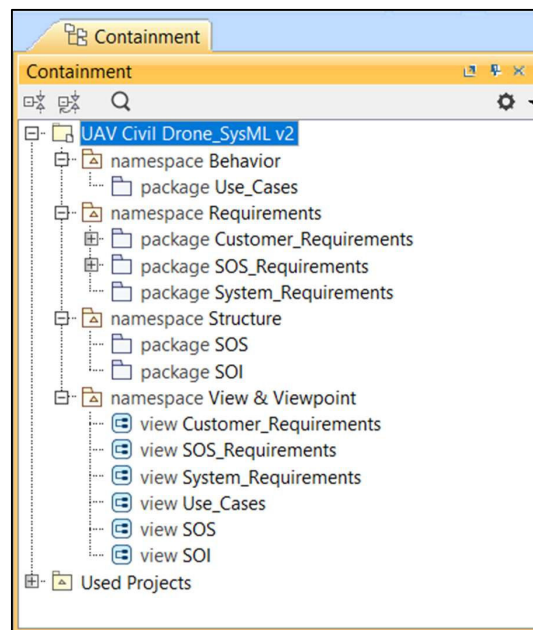 Containment
Containment
UAV Civil Drone_SysML v2
namespace Behavior
package Use_Cases
namespace Requirements
package Customer_Requirements
package SOS_Requirements
package System_Requirements
namespace Structure
package SOS
package SOI
namespace View & Viewpoint
view Customer_Requirements
view SOS_Requirements
view System_Requirements
view Use_Cases
view SOS
view SOI
Used Projects